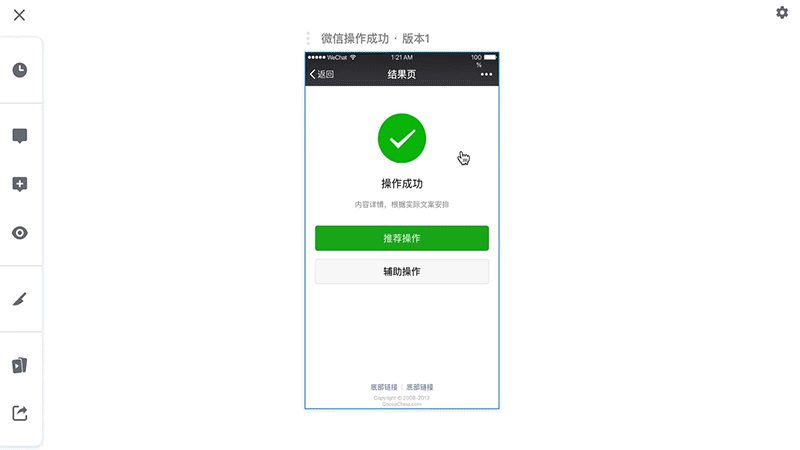 微信操作成功 · 版本1
●●●●● WeChat 1:21 AM 100 %
返回 结果页 •••
操作成功
内容详情，根据实际文案安排
推荐操作
辅助操作
底部链接 | 底部链接
Copyright © 2008-2013
CocoaChina.com